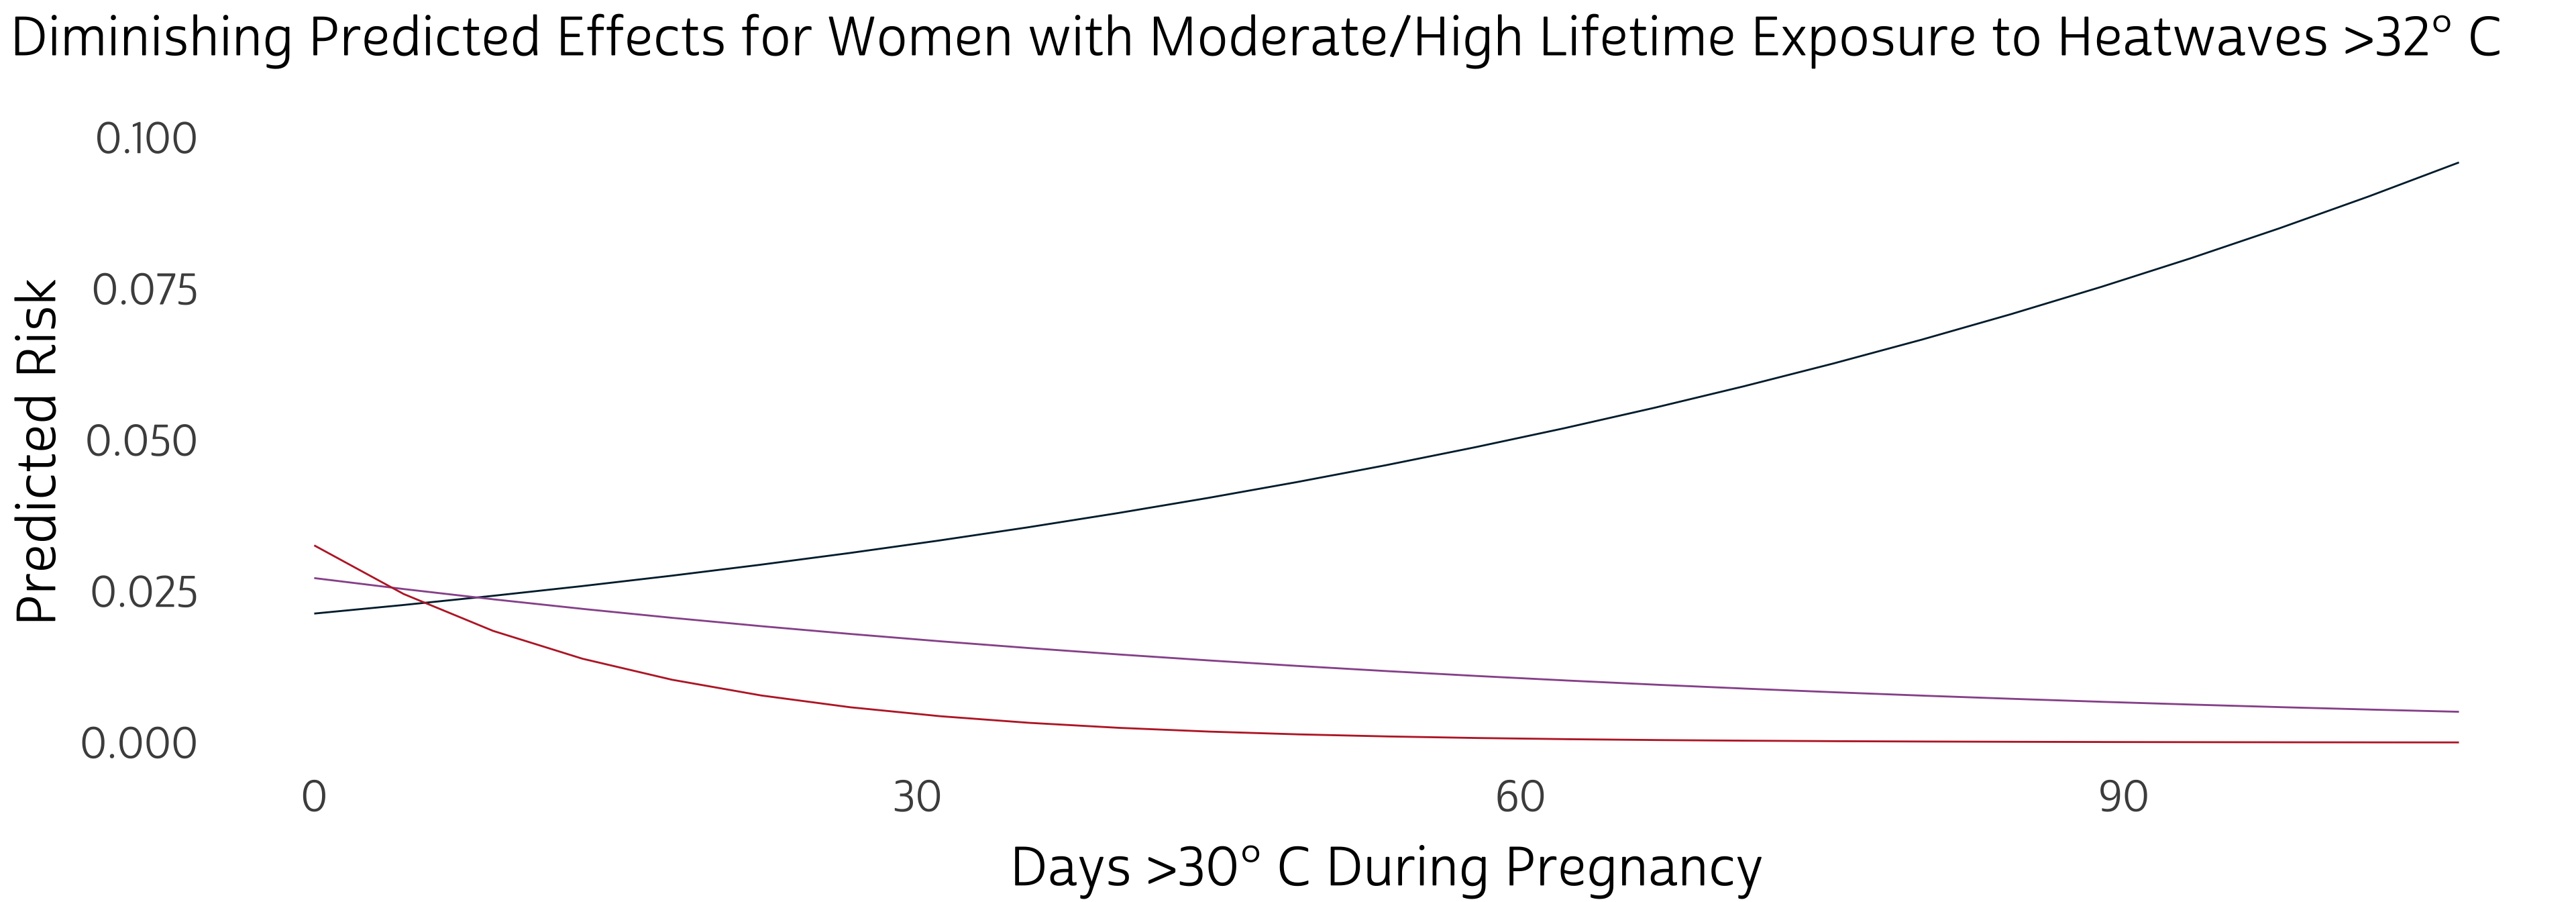 Diminishing Predicted Effects for Women with Moderate/High Lifetime Exposure to Heatwaves >32° C
Predicted Risk
0.100
0.075
0.050
0.025
0.000
0 30 60 90
Days >30° C During Pregnancy